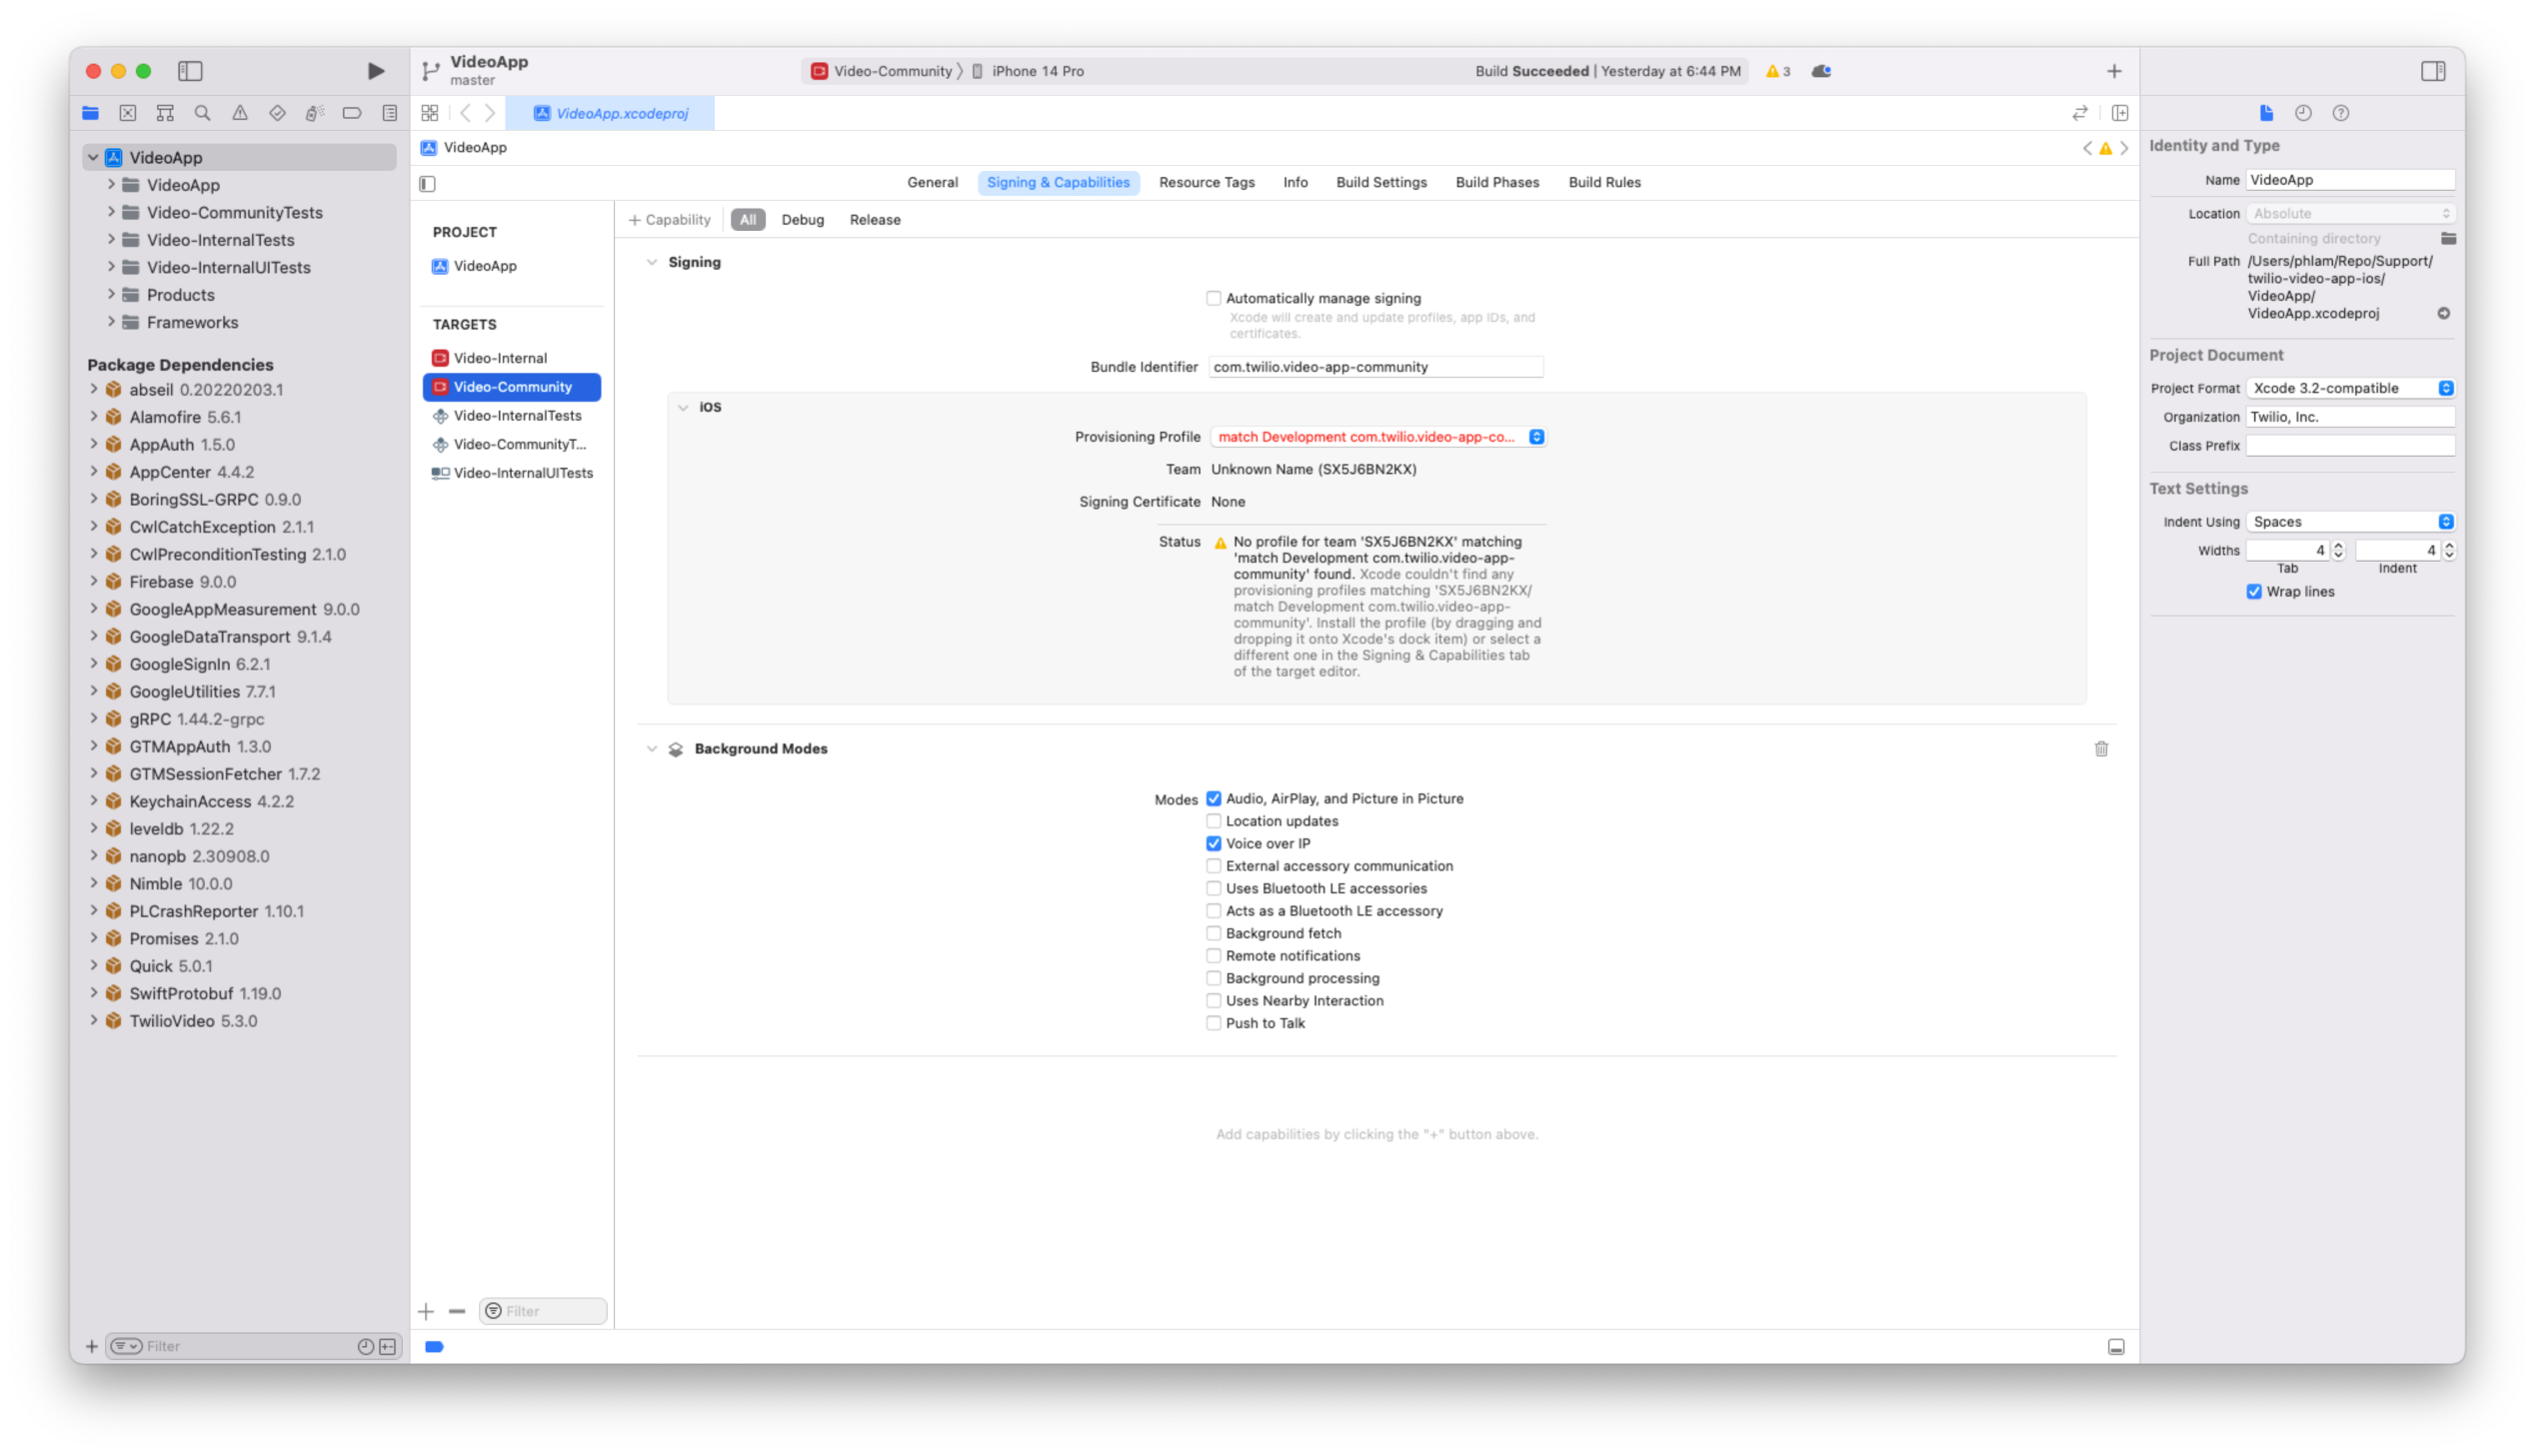 VideoApp
master
Video-Community
iPhone 14 Pro
Build Succeeded | Yesterday at 6:44 PM
3
VideoApp.xcodeproj
VideoApp
VideoApp
Video-CommunityTests
Video-InternalTests
Video-InternalUITests
Products
Frameworks
Package Dependencies
abseil 0.20220203.1
Alamofire 5.6.1
AppAuth 1.5.0
AppCenter 4.4.2
BoringSSL-GRPC 0.9.0
CwlCatchException 2.1.1
CwlPreconditionTesting 2.1.0
Firebase 9.0.0
GoogleAppMeasurement 9.0.0
GoogleDataTransport 9.1.4
GoogleSignIn 6.2.1
GoogleUtilities 7.7.1
gRPC 1.44.2-grpc
GTMAppAuth 1.3.0
GTMSessionFetcher 1.7.2
KeychainAccess 4.2.2
leveldb 1.22.2
nanopb 2.30908.0
Nimble 10.0.0
PLCrashReporter 1.10.1
Promises 2.1.0
Quick 5.0.1
SwiftProtobuf 1.19.0
TwilioVideo 5.3.0
Filter
VideoApp
General
Signing & Capabilities
Resource Tags
Info
Build Settings
Build Phases
Build Rules
PROJECT
VideoApp
TARGETS
Video-Internal
Video-Community
Video-InternalTests
Video-CommunityT...
Video-InternalUITests
Filter
+ Capability
All
Debug
Release
Signing
Automatically manage signing
Xcode will create and update profiles, app IDs, and
certificates.
Bundle Identifier com.twilio.video-app-community
iOS
Provisioning Profile match Development com.twilio.video-app-co...
Team Unknown Name (SX5J6BN2KX)
Signing Certificate None
Status No profile for team 'SX5J6BN2KX' matching
'match Development com.twilio.video-app-
community' found. Xcode couldn't find any
provisioning profiles matching 'SX5J6BN2KX/
match Development com.twilio.video-app-
community'. Install the profile (by dragging and
dropping it onto Xcode's dock item) or select a
different one in the Signing & Capabilities tab
of the target editor.
Background Modes
Modes Audio, AirPlay, and Picture in Picture
Location updates
Voice over IP
External accessory communication
Uses Bluetooth LE accessories
Acts as a Bluetooth LE accessory
Background fetch
Remote notifications
Background processing
Uses Nearby Interaction
Push to Talk
Add capabilities by clicking the "+" button above.
Identity and Type
Name VideoApp
Location Absolute
Containing directory
Full Path /Users/phlam/Repo/Support/
twilio-video-app-ios/
VideoApp/
VideoApp.xcodeproj
Project Document
Project Format Xcode 3.2-compatible
Organization Twilio, Inc.
Class Prefix
Text Settings
Indent Using Spaces
Widths 4 4
Tab Indent
Wrap lines